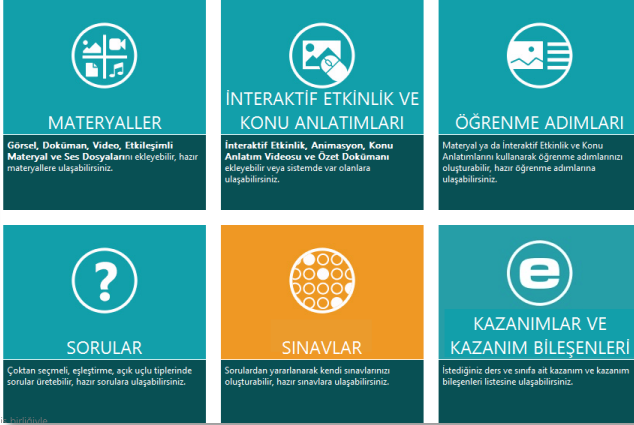 MATERYALLER
Görsel, Doküman, Video, Etkileşimli
Materyal ve Ses Dosyalarını ekleyebilir, hazır
materyallere ulaşabilirsiniz.
İNTERAKTİF ETKİNLİK VE
KONU ANLATIMLARI
İnteraktif Etkinlik, Animasyon, Konu
Anlatım Videosu ve Özet Dokümanı
ekleyebilir veya sistemde var olanlara
ulaşabilirsiniz.
ÖĞRENME ADIMLARI
Materyal ya da İnteraktif Etkinlik ve Konu
Anlatımlarını kullanarak öğrenme adımlarınızı
oluşturabilir, hazır öğrenme adımlarına
ulaşabilirsiniz.
?
SORULAR
Çoktan seçmeli, eşleştirme, açık uçlu tiplerinde
sorular üretebilir, hazır sorulara ulaşabilirsiniz.
SINAVLAR
Sorulardan yararlanarak kendi sınavlarınızı
oluşturabilir, hazır sınavlara ulaşabilirsiniz.
e
KAZANIMLAR VE
KAZANIM BİLEŞENLERİ
İstediğiniz ders ve sınıfa ait kazanım ve kazanım
bileşenleri listesine ulaşabilirsiniz.
iş birliğiyle